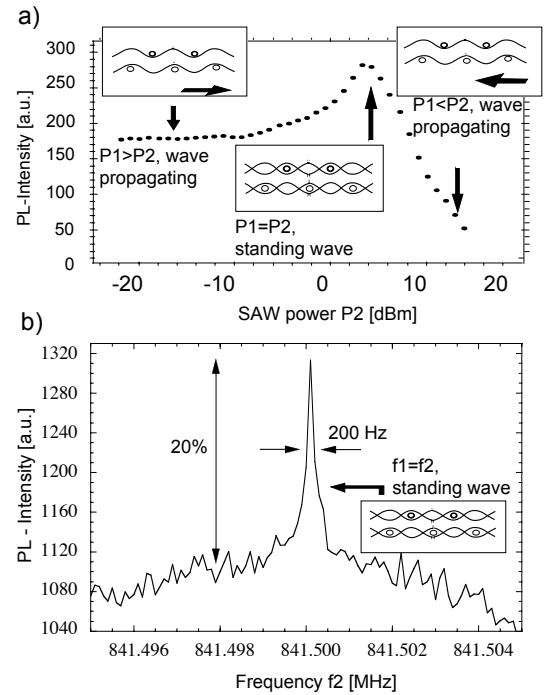 a)
300
250
200
150
100
50
0
PL-Intensity [a.u.]
P1>P2, wave
propagating
P1=P2,
standing wave
P1<P2, wave
propagating
-20
-10
0
10
20
SAW power P2 [dBm]
b)
1320
1280
1240
1200
1160
1120
1080
1040
PL - Intensity [a.u.]
20%
200 Hz
f1=f2,
standing wave
841.496
841.498
841.500
841.502
841.504
Frequency f2 [MHz]